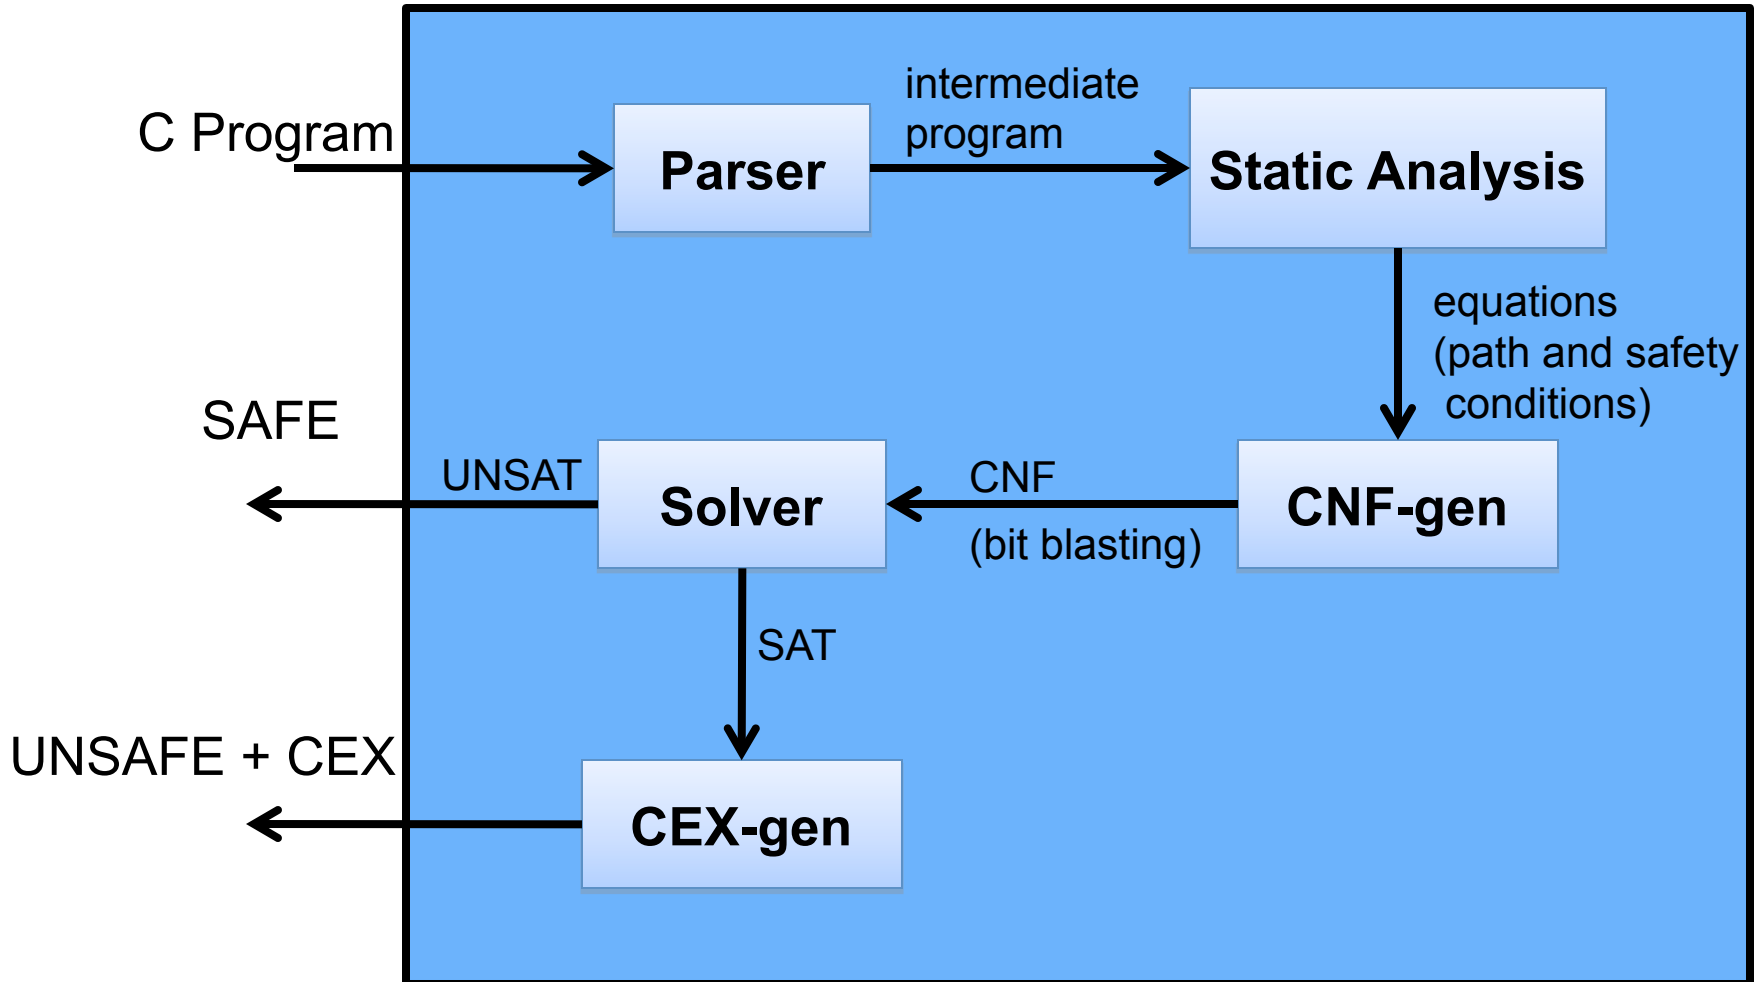 C Program
Parser
intermediate
program
Static Analysis
equations
(path and safety
conditions)
SAFE
UNSAT
Solver
CNF
(bit blasting)
CNF-gen
SAT
UNSAFE + CEX
CEX-gen